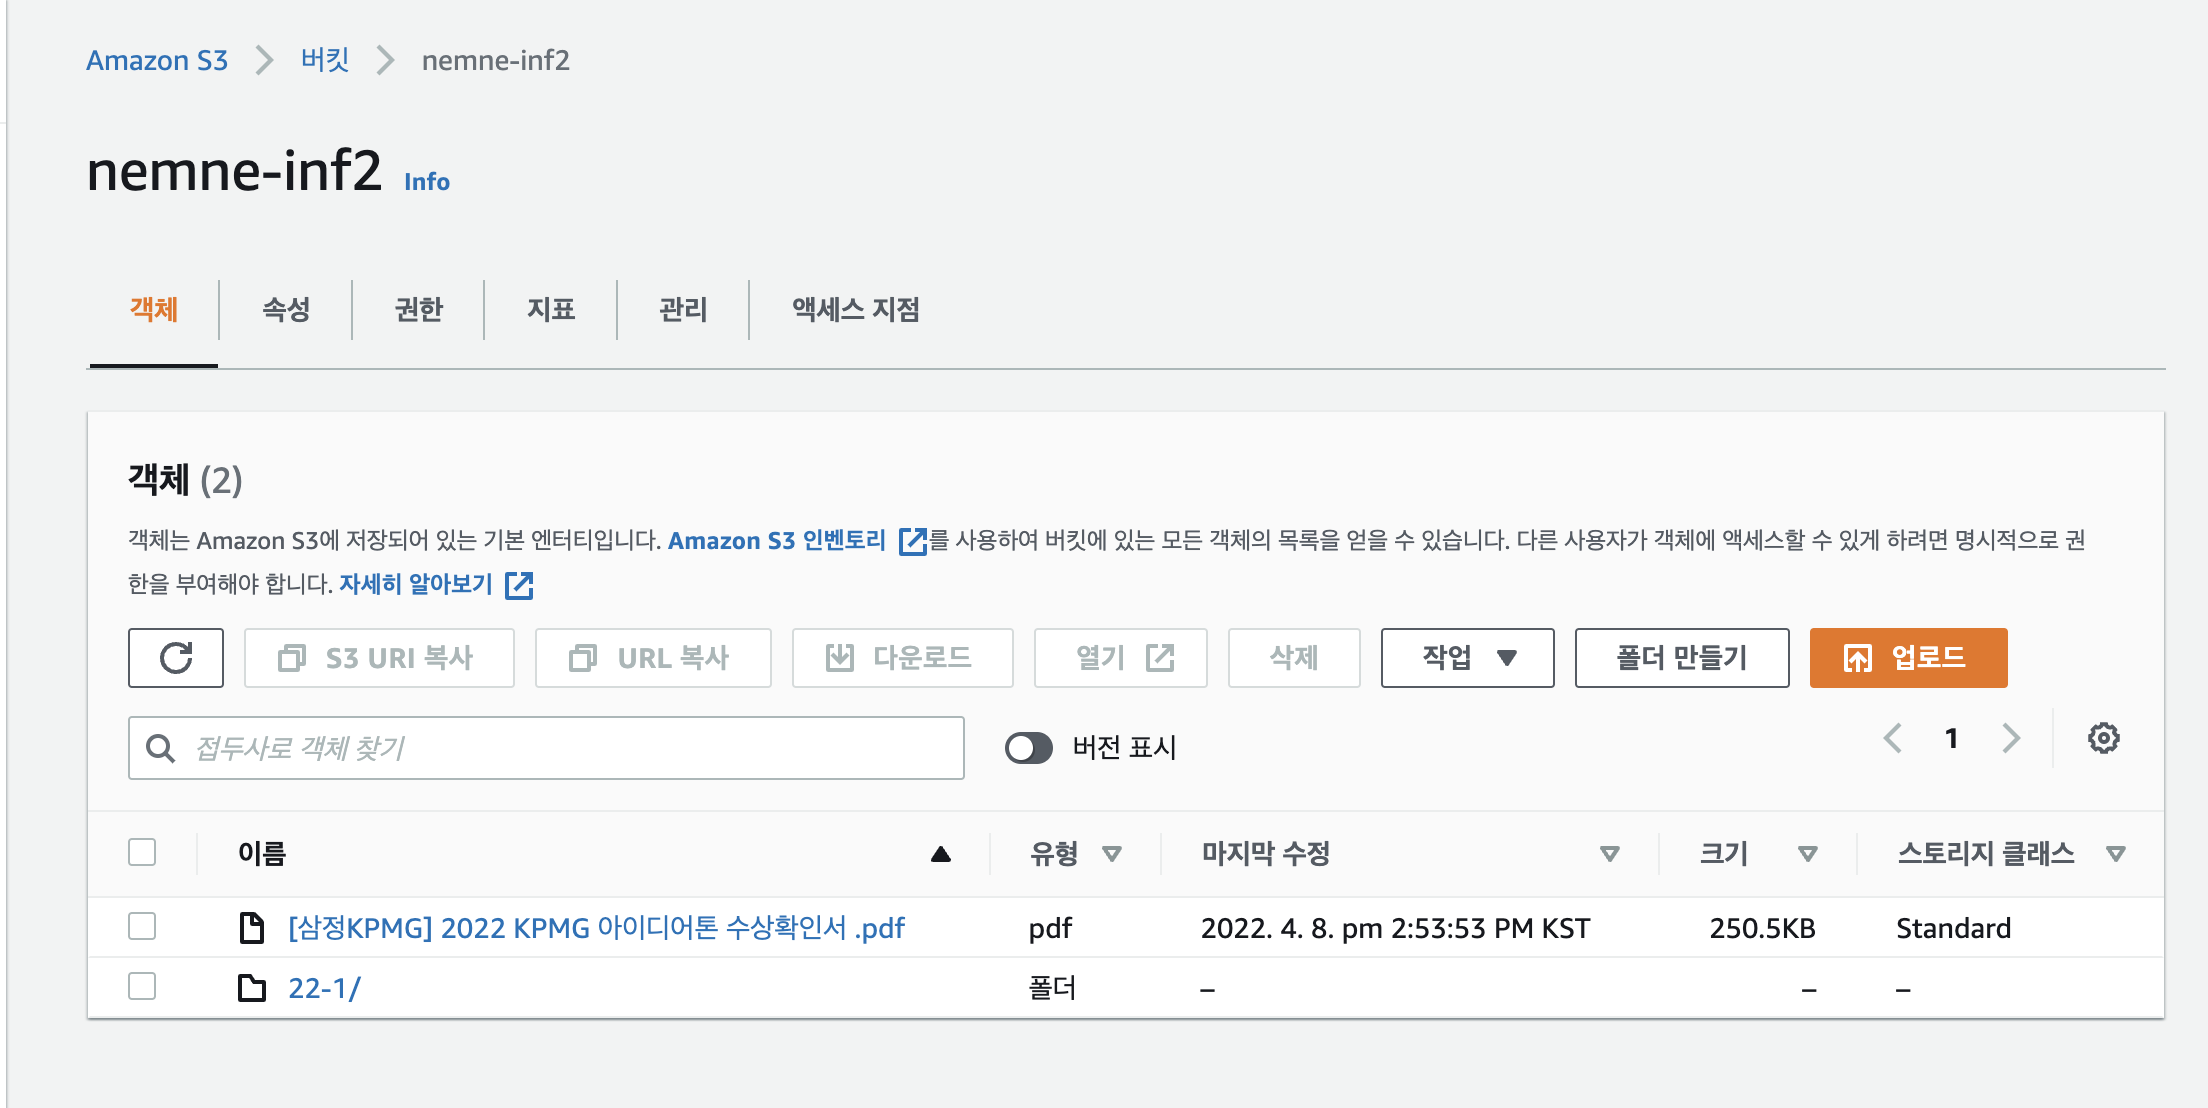 Amazon S3 > 버킷 > nemne-inf2
nemne-inf2 Info
객체 속성 권한 지표 관리 액세스 지점
객체 (2)
객체는 Amazon S3에 저장되어 있는 기본 엔터티입니다. Amazon S3 인벤토리 를 사용하여 버킷에 있는 모든 객체의 목록을 얻을 수 있습니다. 다른 사용자가 객체에 액세스할 수 있게 하려면 명시적으로 권
한을 부여해야 합니다. 자세히 알아보기
S3 URI 복사 URL 복사 다운로드 열기 삭제 작업 폴더 만들기 업로드
접두사로 객체 찾기 버전 표시 1
이름 유형 마지막 수정 크기 스토리지 클래스
[삼정KPMG] 2022 KPMG 아이디어톤 수상확인서 .pdf pdf 2022. 4. 8. pm 2:53:53 PM KST 250.5KB Standard
22-1/ 폴더 – – –